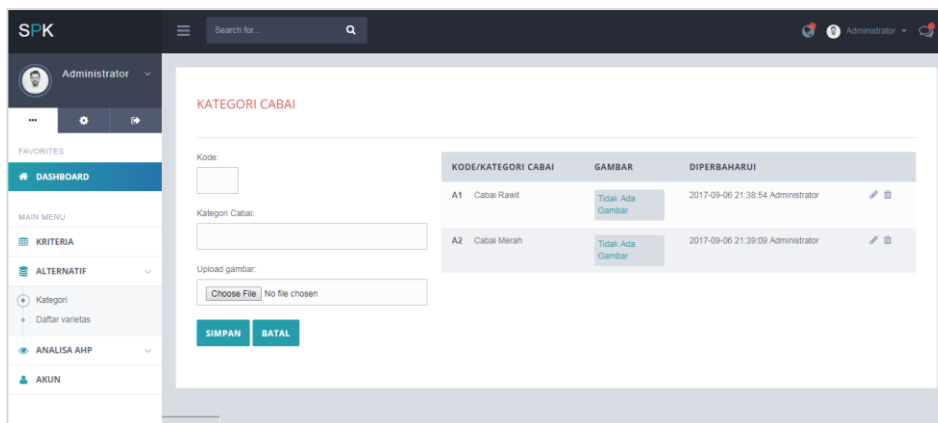 SPK
Search for...
Administrator
Administrator
FAVORITES
DASHBOARD
MAIN MENU
KRITERIA
ALTERNATIF
Kategori
Daftar varietas
ANALISA AHP
AKUN
KATEGORI CABAI
Kode:
Kategori Cabai:
Upload gambar:
Choose File No file chosen
SIMPAN BATAL
KODE/KATEGORI CABAI GAMBAR DIPERBAHARUI
A1 Cabai Rawit Tidak Ada Gambar 2017-09-06 21:38:54 Administrator
A2 Cabai Merah Tidak Ada Gambar 2017-09-06 21:39:09 Administrator